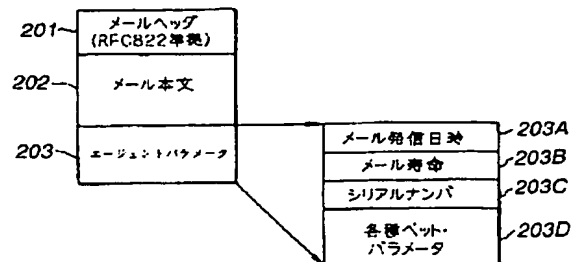 201
メールヘッダ
(RFC822準拠)
202
メール本文
203
エージェントパラメータ
メール発信日時
203A
メール寿命
203B
シリアルナンバ
203C
各種ペット・
パラメータ
203D